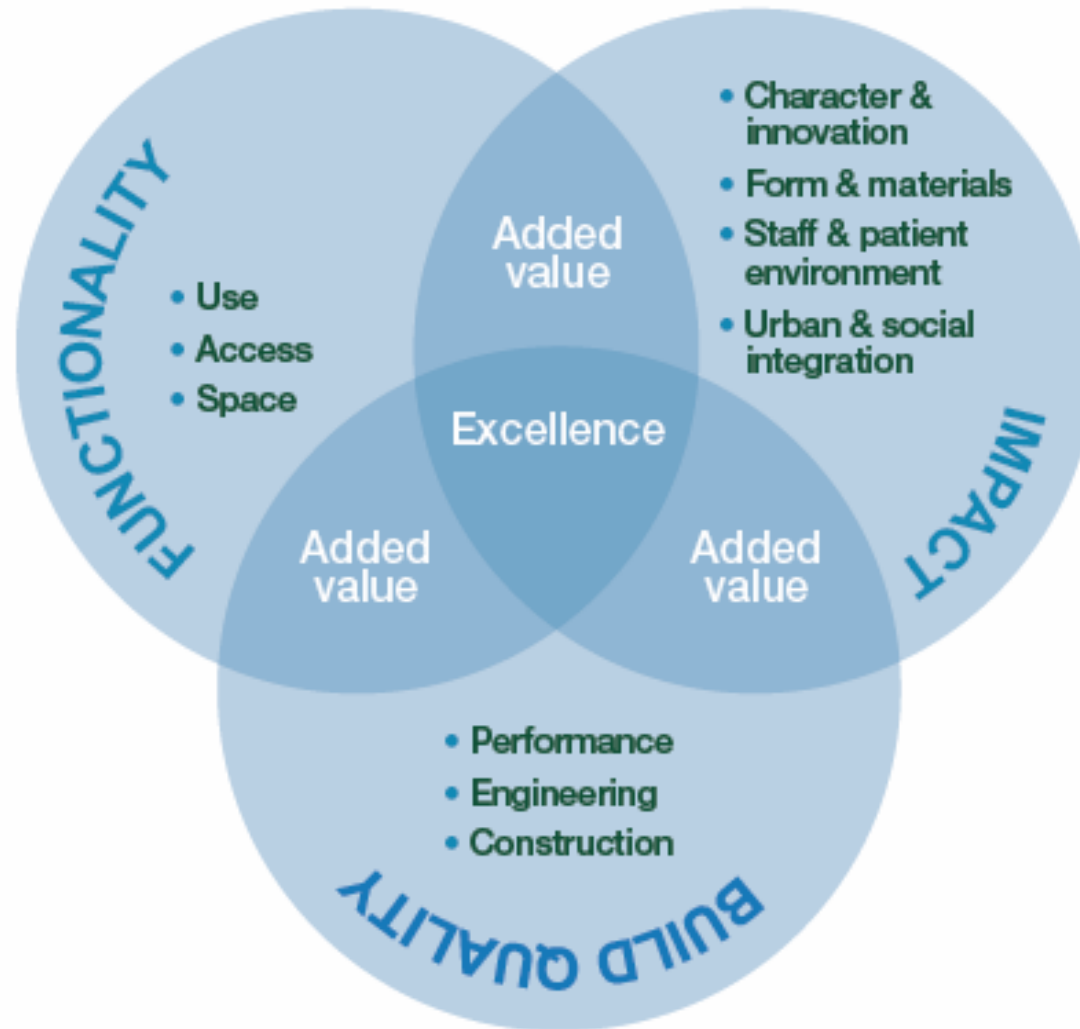 FUNCTIONALITY
• Use
• Access
• Space
Added
value
• Character &
innovation
• Form & materials
• Staff & patient
environment
• Urban & social
integration
IMPACT
Excellence
Added
value
Added
value
• Performance
• Engineering
• Construction
BUILD QUALITY